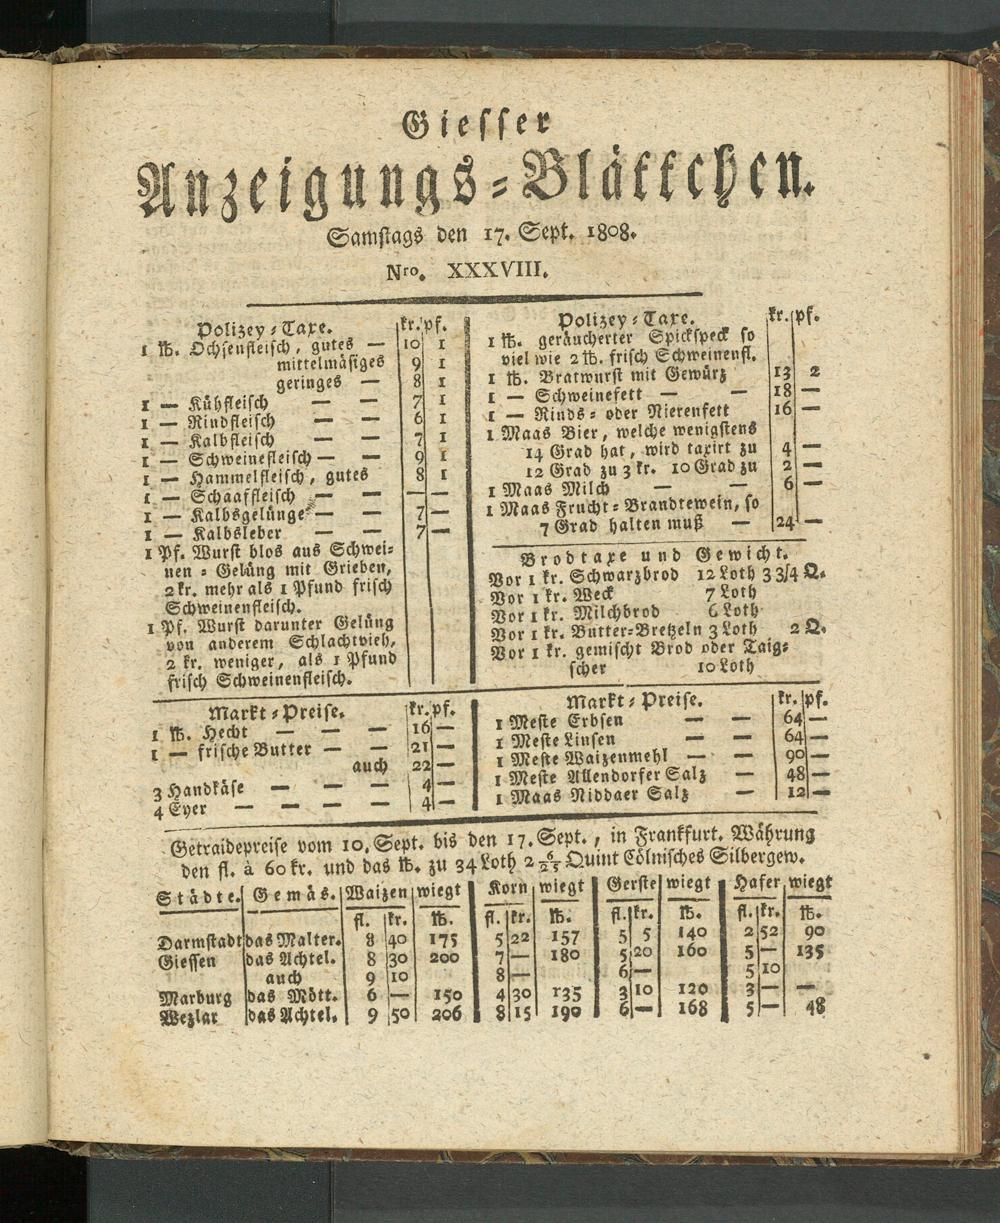 Giesser
Anzeigungs-Blättchen.
Samstags den 17. Sept. 1808.
Nro. XXXVIII.
Polizey-Taxe. kr. pf.
1 ℔. Ochsenfleisch, gutes — 10 1
mittelmäsiges 9 1
geringes — 8 1
1 — Kühfleisch — — 7 1
1 — Rindfleisch — — 6 1
1 — Kalbfleisch — — 7 1
1 — Schweinefleisch — — 9 1
1 — Hammelfleisch, gutes 8 1
1 — Schaaffleisch — — — —
1 — Kalbsgelünge — — 7 —
1 — Kalbsleber — — 7 —
1 Pf. Wurst blos aus Schwei-
nen-Gelüng mit Grieben,
2 kr. mehr als 1 Pfund frisch
Schweinenfleisch.
1 Pf. Wurst darunter Gelüng
von anderem Schlachtvieh,
2 kr. weniger, als 1 Pfund
frisch Schweinenfleisch.
Polizey-Taxe. kr. pf.
1 ℔. geräucherter Spickspeck so
viel wie 2 ℔. frisch Schweinenfl.
1 ℔. Bratwurst mit Gewürz 13 2
1 — Schweinefett — — 18 —
1 — Rinds- oder Nierenfett 16 —
1 Maas Bier, welche wenigstens
14 Grad hat, wird taxirt zu 4 —
12 Grad zu 3 kr. 10 Grad zu 2 —
1 Maas Milch — — 6 —
1 Maas Frucht-Brandtewein, so
7 Grad halten muß — 24 —
Brodtaxe und Gewicht.
Vor 1 kr. Schwarzbrod 12 Loth 3 3/4 Q.
Vor 1 kr. Weck 7 Loth
Vor 1 kr. Milchbrod 6 Loth
Vor 1 kr. Butter-Bretzeln 3 Loth 2 Q.
Vor 1 kr. gemischt Brod oder Taig-
scher 10 Loth
Markt-Preise. kr. pf.
1 ℔. Hecht — — — 16 —
1 — frische Butter — — 21 —
auch 22 —
3 Handkäse — — — 4 —
4 Eyer — — — — 4 —
Markt-Preise. kr. pf.
1 Meste Erbsen — — 64 —
1 Meste Linsen — — 64 —
1 Meste Waizenmehl — — 90 —
1 Meste Allendorfer Salz — 48 —
1 Maas Niddaer Salz — 12 —
Getraidepreise vom 10. Sept. bis den 17. Sept., in Frankfurt. Währung
den fl. à 60 kr. und das ℔. zu 34 Loth 2 6/25 Quint Cölnisches Silbergew.
Städte. Gemäs. Waizen wiegt Korn wiegt Gerste wiegt Hafer wiegt
fl. kr. ℔. fl. kr. ℔. fl. kr. ℔. fl. kr. ℔.
Darmstadt das Malter. 8 40 175 5 22 157 5 5 140 2 52 90
Giessen das Achtel. 8 30 200 7 — 180 5 20 160 5 — 135
auch 9 10 8 — 6 — 5 10
Marburg das Mött. 6 — 150 4 30 135 3 10 120 3 — —
Wezlar das Achtel. 9 50 206 8 15 190 6 — 168 5 — 48